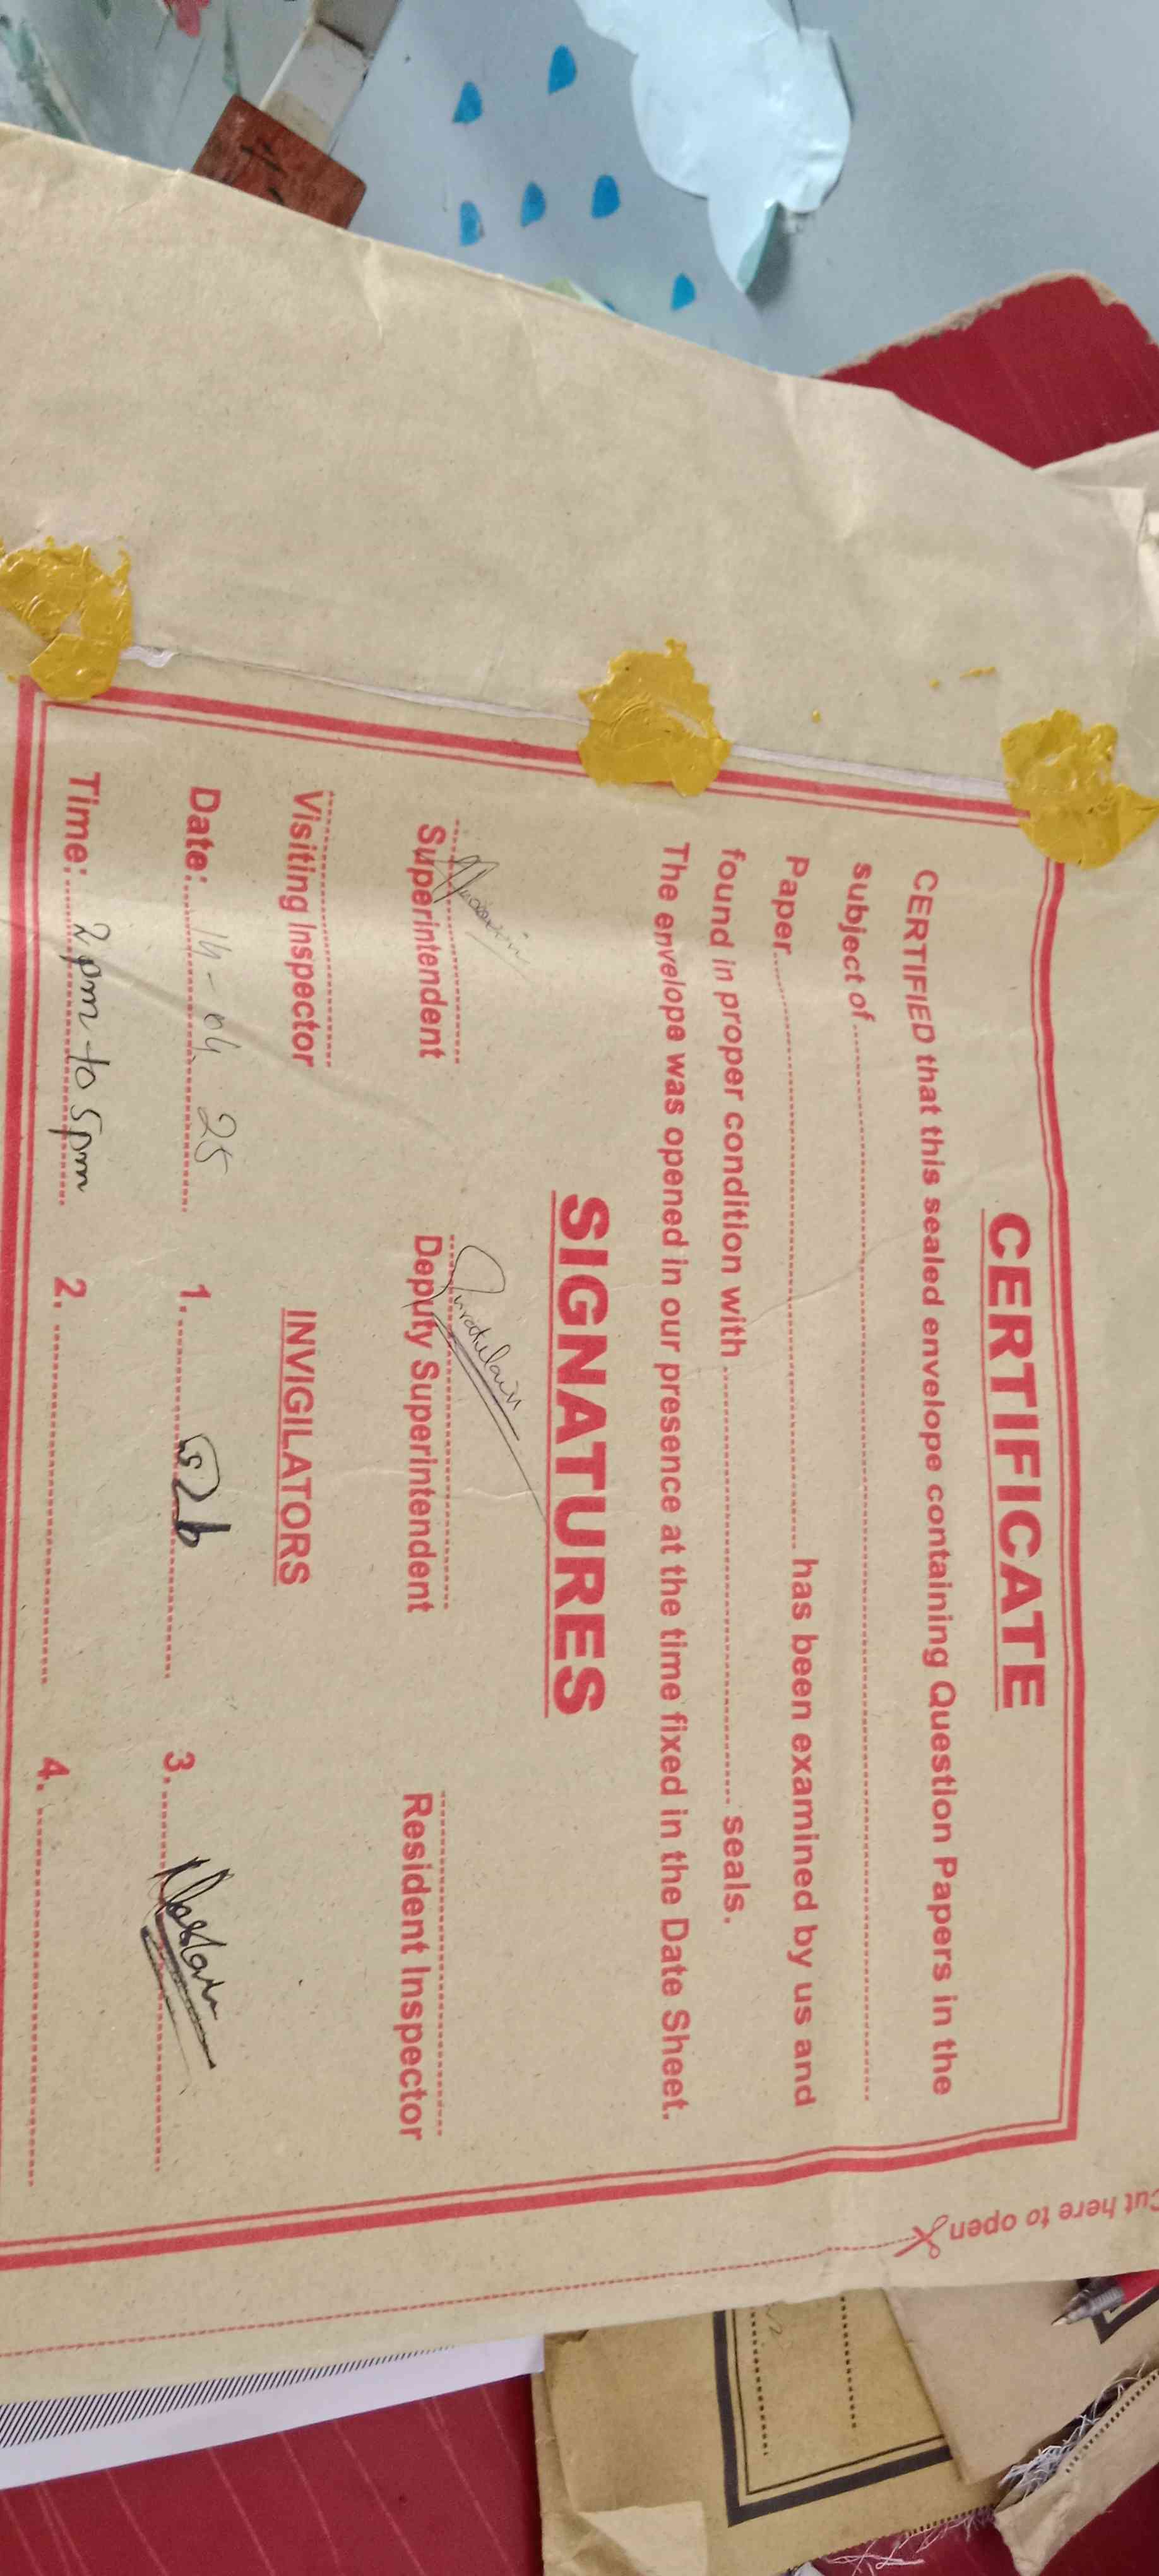 CERTIFICATE
CERTIFIED that this sealed envelope containing Question Papers in the
subject of
Paper has been examined by us and
found in proper condition with seals.
The envelope was opened in our presence at the time fixed in the Date Sheet.
SIGNATURES
Quratulain
Superintendent Deputy Superintendent Resident Inspector
Visiting Inspector INVIGILATORS
Date: 14-04 25 1. 3.
Time: 2pm to 5pm 2. 4.
Cut here to open